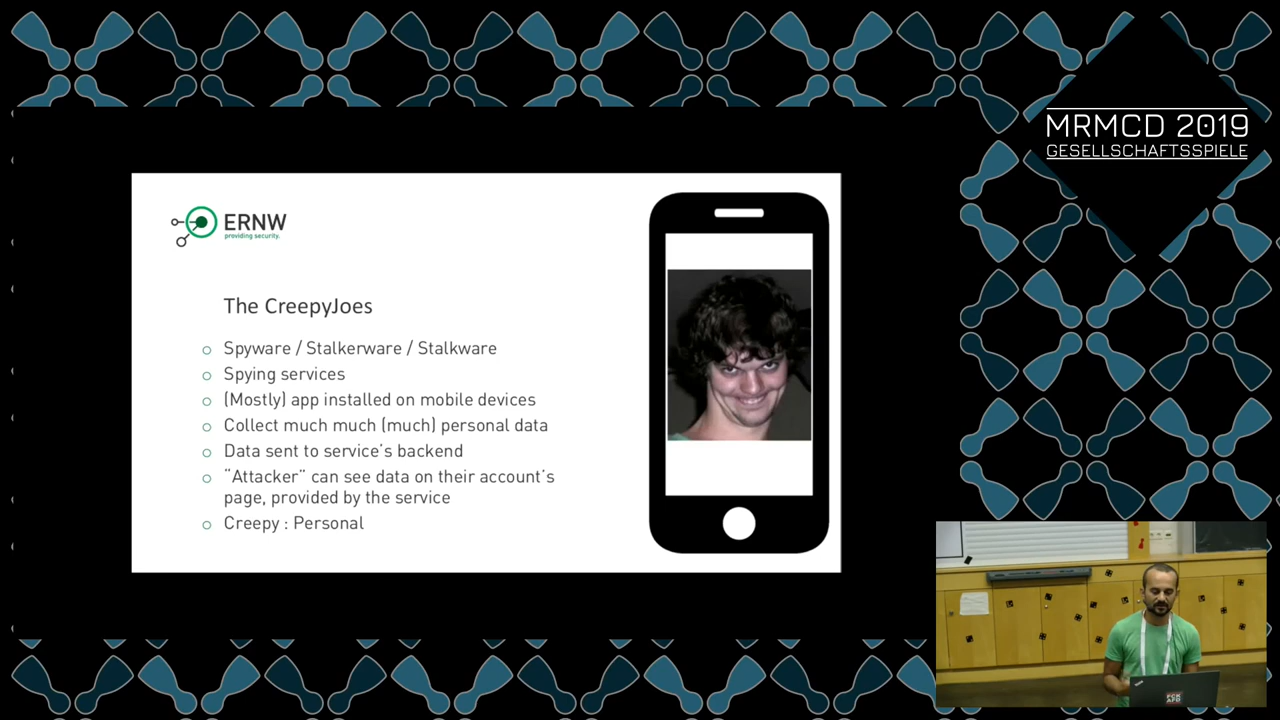 MRMCD 2019
GESELLSCHAFTSSPIELE
ERNW
providing security.
The CreepyJoes
Spyware / Stalkerware / Stalkware
Spying services
(Mostly) app installed on mobile devices
Collect much much (much) personal data
Data sent to service's backend
“Attacker” can see data on their account's
page, provided by the service
Creepy : Personal
FCK
AFD